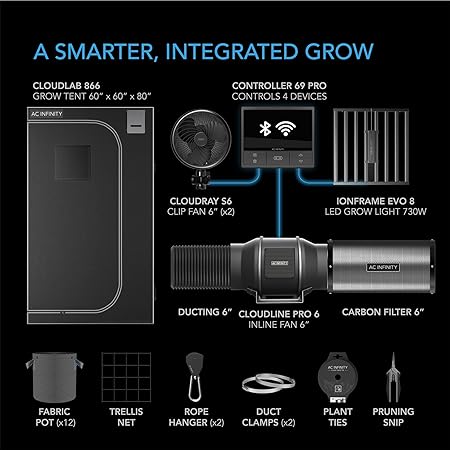 A SMARTER, INTEGRATED GROW
CLOUDLAB 866
GROW TENT 60” x 60” x 80”
AC INFINITY
CONTROLLER 69 PRO
CONTROLS 4 DEVICES
AC INFINITY
CLOUDRAY S6
CLIP FAN 6” (x2)
IONFRAME EVO 8
LED GROW LIGHT 730W
AC INFINITY
AC INFINITY
DUCTING 6”
CLOUDLINE PRO 6
INLINE FAN 6”
CARBON FILTER 6”
AC INFINITY
FABRIC
POT (x12)
TRELLIS
NET
ROPE
HANGER (x2)
DUCT
CLAMPS (x2)
PLANT
TIES
PRUNING
SNIP